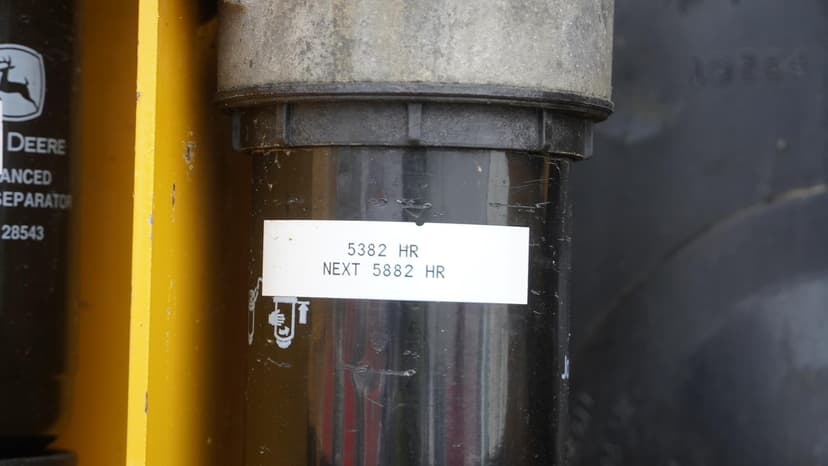 DEERE
ANCED
SEPARATOR
28543
5382 HR
NEXT 5882 HR